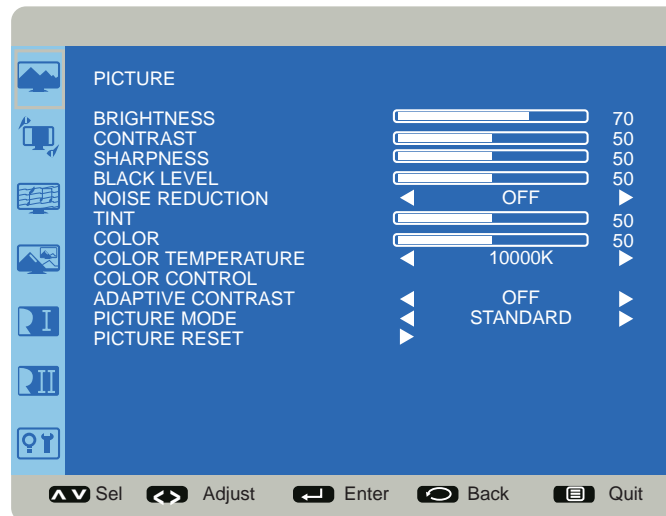 PICTURE
BRIGHTNESS 70
CONTRAST 50
SHARPNESS 50
BLACK LEVEL 50
NOISE REDUCTION OFF
TINT 50
COLOR 50
COLOR TEMPERATURE 10000K
COLOR CONTROL
ADAPTIVE CONTRAST OFF
PICTURE MODE STANDARD
PICTURE RESET
I
II
Sel Adjust Enter Back Quit